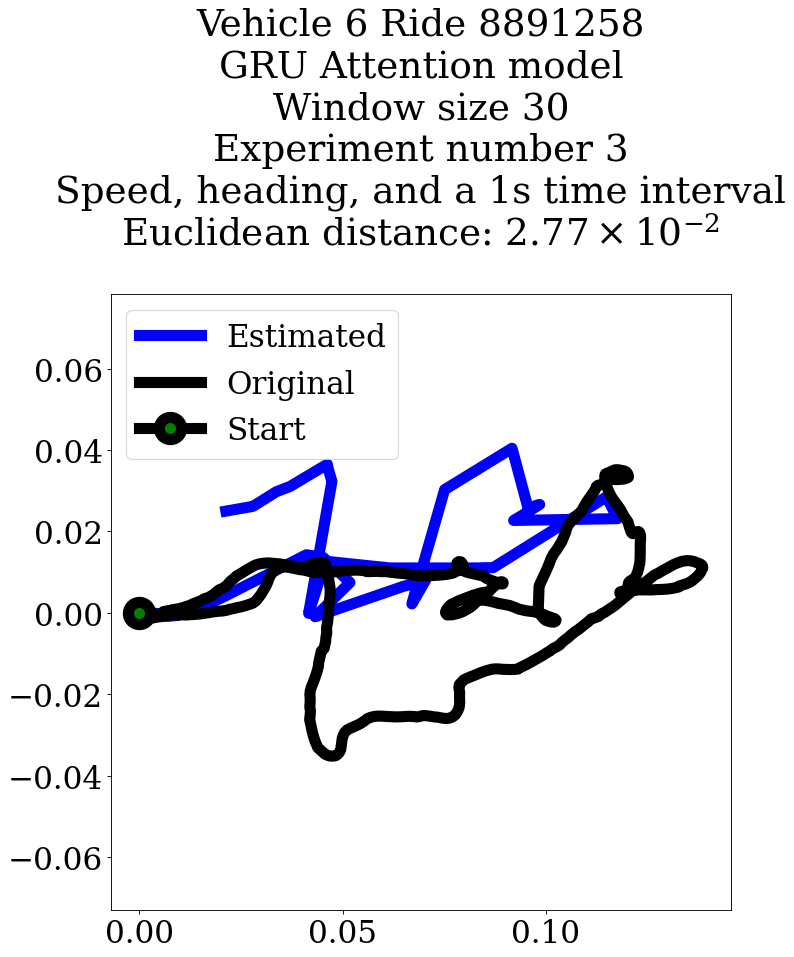 Vehicle 6 Ride 8891258
GRU Attention model
Window size 30
Experiment number 3
Speed, heading, and a 1s time interval
Euclidean distance: 2.77 × 10⁻²
Estimated
Original
Start
0.06
0.04
0.02
0.00
−0.02
−0.04
−0.06
0.00 0.05 0.10